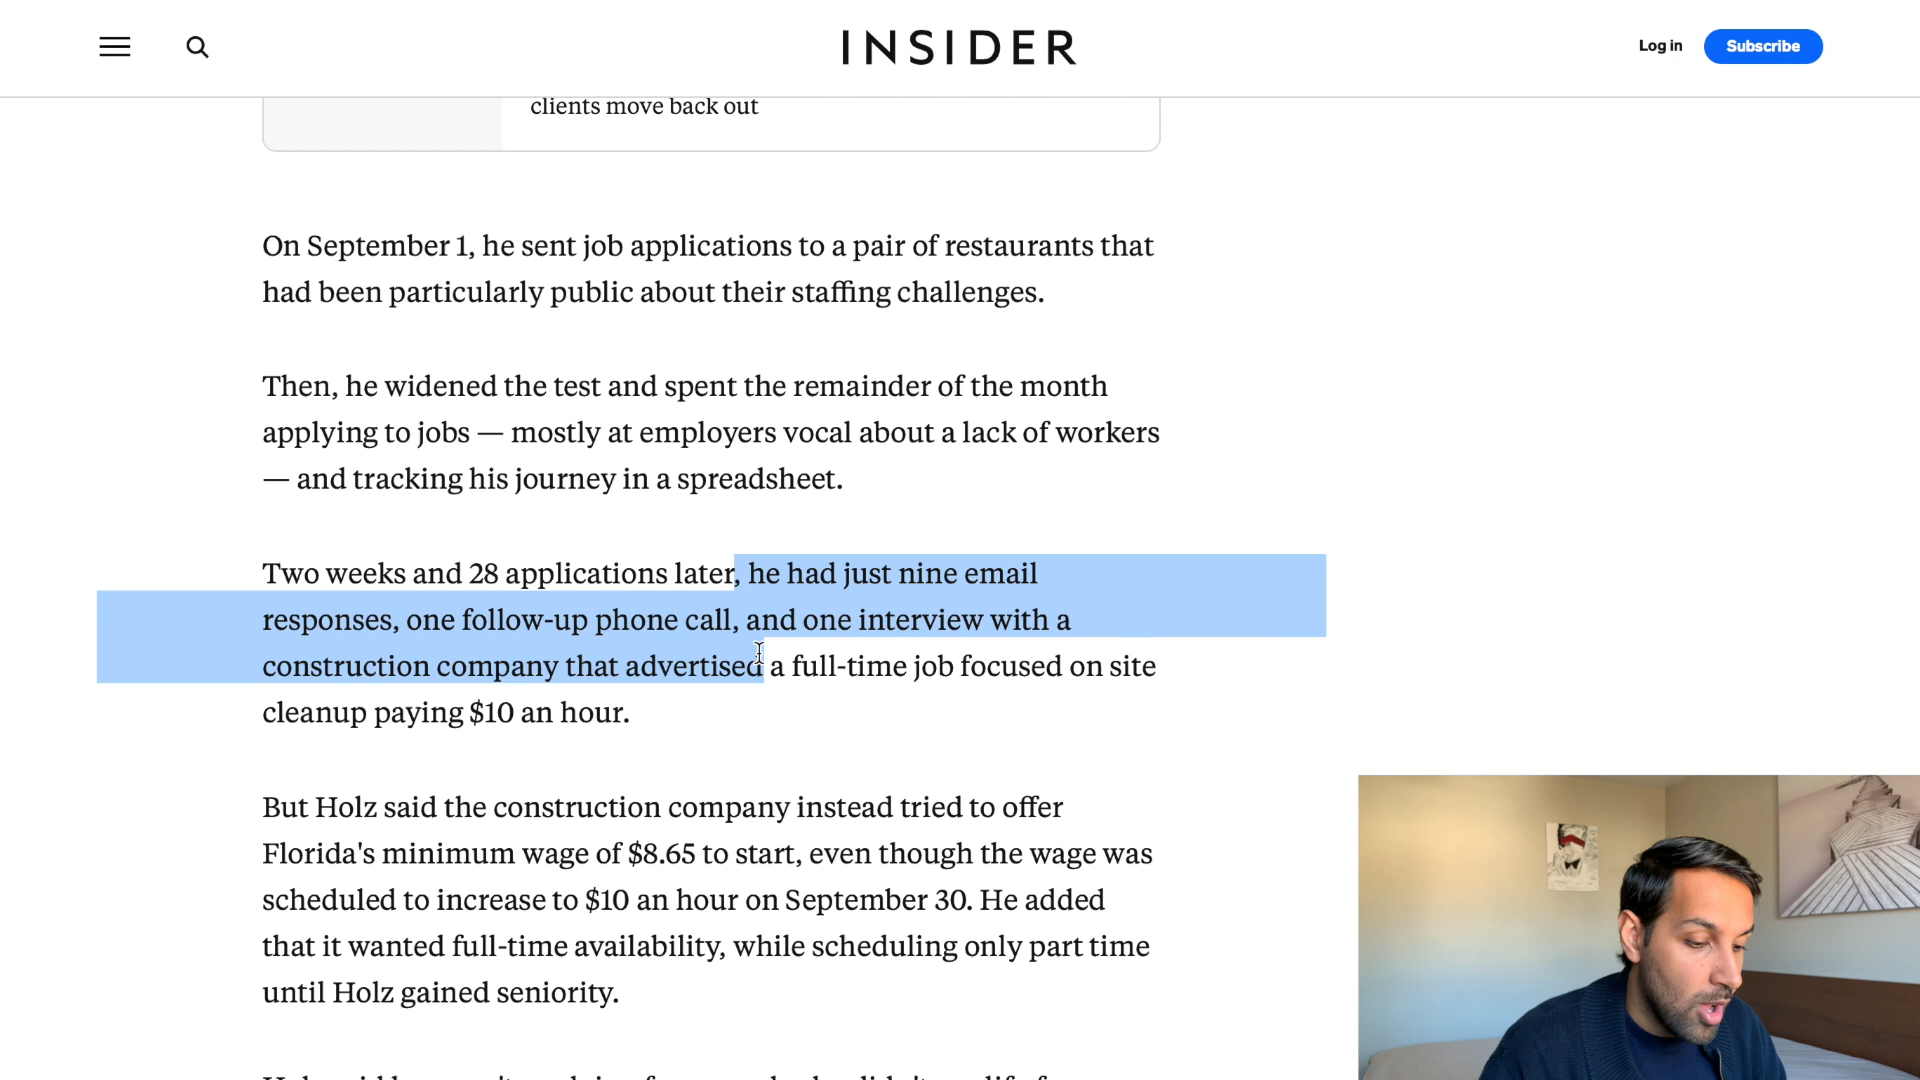 INSIDER
Log in
Subscribe
clients move back out
On September 1, he sent job applications to a pair of restaurants that
had been particularly public about their staffing challenges.
Then, he widened the test and spent the remainder of the month
applying to jobs — mostly at employers vocal about a lack of workers
— and tracking his journey in a spreadsheet.
Two weeks and 28 applications later, he had just nine email
responses, one follow-up phone call, and one interview with a
construction company that advertised a full-time job focused on site
cleanup paying $10 an hour.
But Holz said the construction company instead tried to offer
Florida's minimum wage of $8.65 to start, even though the wage was
scheduled to increase to $10 an hour on September 30. He added
that it wanted full-time availability, while scheduling only part time
until Holz gained seniority.